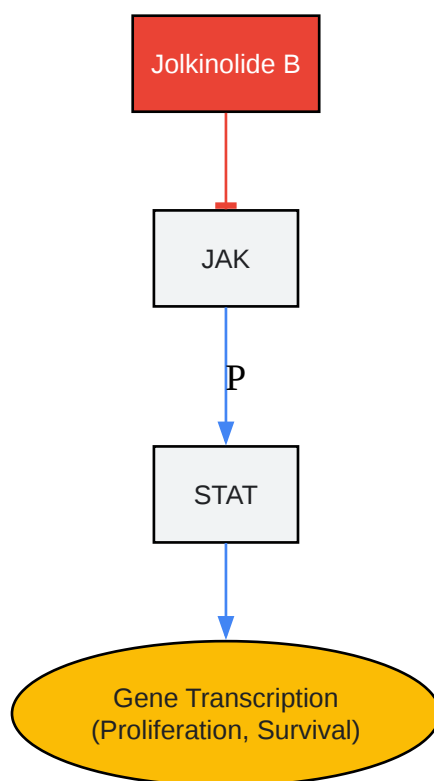 Jolkinolide B
JAK
P
STAT
Gene Transcription
(Proliferation, Survival)